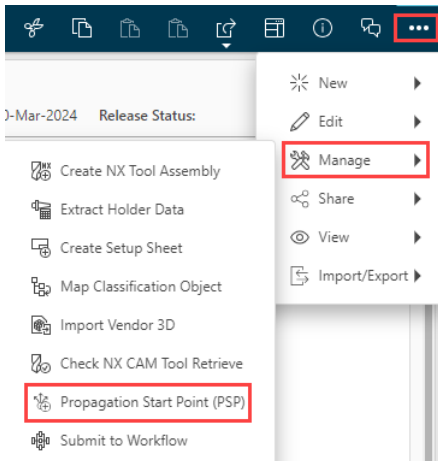 New
0-Mar-2024 Release Status:
Edit
Manage
Create NX Tool Assembly
Share
Extract Holder Data
View
Create Setup Sheet
Import/Export
Map Classification Object
Import Vendor 3D
Check NX CAM Tool Retrieve
Propagation Start Point (PSP)
Submit to Workflow